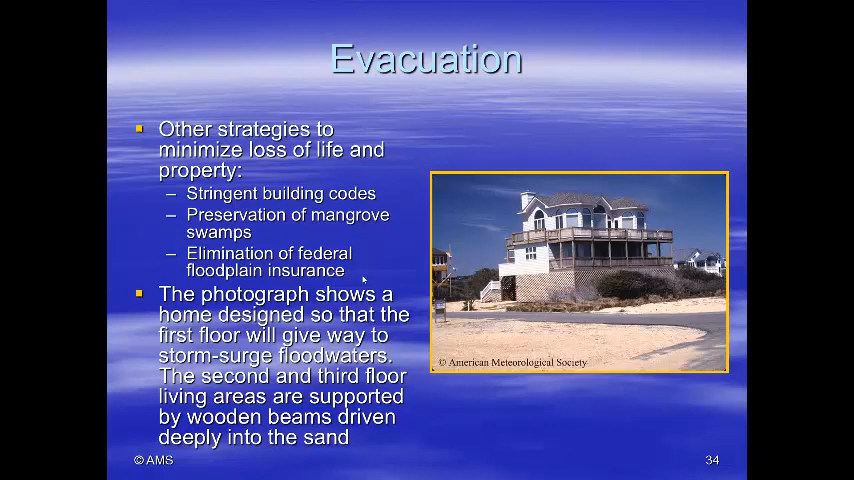 Evacuation
Other strategies to
minimize loss of life and
property:
– Stringent building codes
– Preservation of mangrove
swamps
– Elimination of federal
floodplain insurance
The photograph shows a
home designed so that the
first floor will give way to
storm-surge floodwaters.
The second and third floor
living areas are supported
by wooden beams driven
deeply into the sand
© American Meteorological Society
© AMS
34